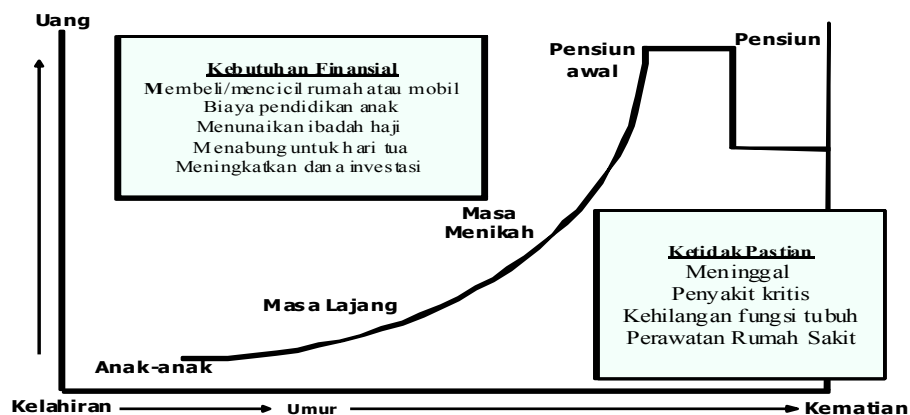 Uang
Kebutuhan Finansial
Membeli/mencicil rumah atau mobil
Biaya pendidikan anak
Menunaikan ibadah haji
Menabung untuk hari tua
Meningkatkan dana investasi
Pensiun
awal
Pensiun
Masa
Menikah
Masa Lajang
Anak-anak
Ketidak Pastian
Meninggal
Penyakit kritis
Kehilangan fungsi tubuh
Perawatan Rumah Sakit
Kelahiran
Umur
Kematian